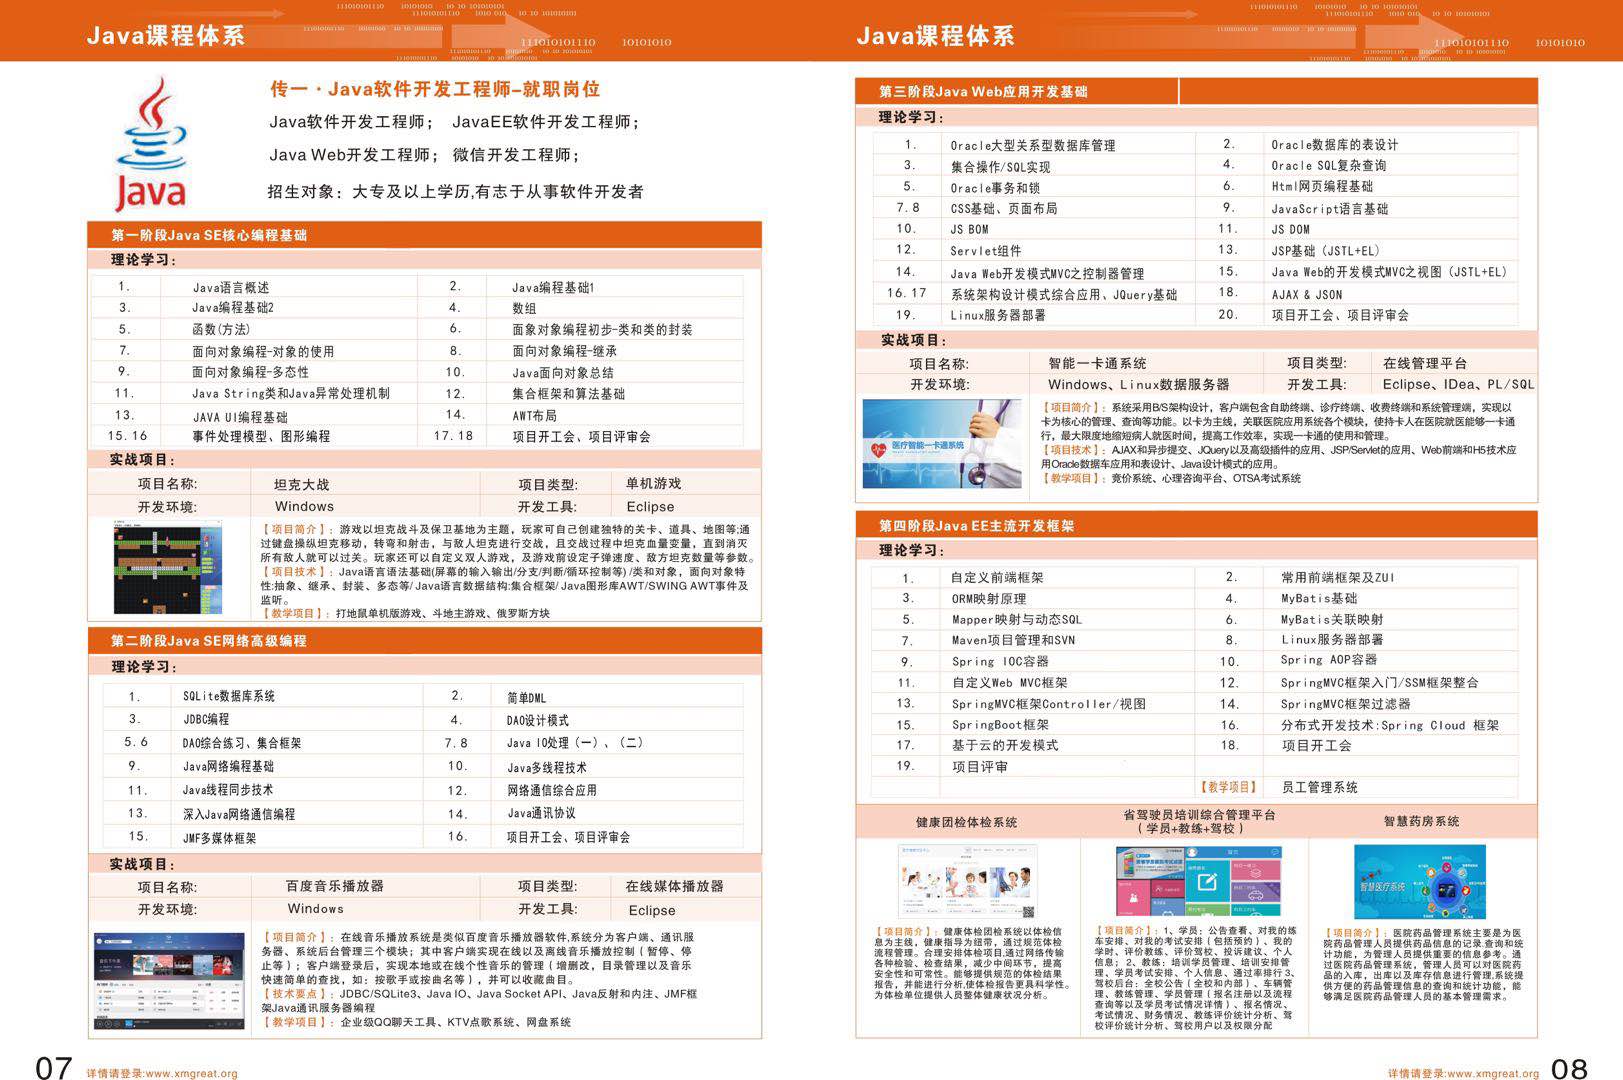 Java课程体系
Java
传一·Java软件开发工程师-就职岗位
Java软件开发工程师； JavaEE软件开发工程师；
Java Web开发工程师； 微信开发工程师；
招生对象：大专及以上学历,有志于从事软件开发者
第一阶段Java SE核心编程基础
理论学习：
1. Java语言概述 2. Java编程基础1
3. Java编程基础2 4. 数组
5. 函数(方法) 6. 面象对象编程初步-类和类的封装
7. 面向对象编程-对象的使用 8. 面向对象编程-继承
9. 面向对象编程-多态性 10. Java面向对象总结
11. Java String类和Java异常处理机制 12. 集合框架和算法基础
13. JAVA UI编程基础 14. AWT布局
15.16 事件处理模型、图形编程 17.18 项目开工会、项目评审会
实战项目：
项目名称: 坦克大战 项目类型: 单机游戏
开发环境: Windows 开发工具: Eclipse
【项目简介】：游戏以坦克战斗及保卫基地为主题，玩家可自己创建独特的关卡、道具、地图等;通
过键盘操纵坦克移动，转弯和射击，与敌人坦克进行交战，且交战过程中坦克血量变量，直到消灭
所有敌人就可以过关。玩家还可以自定义双人游戏，及游戏前设定子弹速度、敌方坦克数量等参数。
【项目技术】：Java语言语法基础(屏幕的输入输出/分支/判断/循环控制等) /类和对象，面向对象特
性:抽象、继承、封装、多态等/ Java语言数据结构:集合框架/ Java图形库AWT/SWING AWT事件及
监听。
【教学项目】：打地鼠单机版游戏、斗地主游戏、俄罗斯方块
第二阶段Java SE网络高级编程
理论学习：
1. SQLite数据库系统 2. 简单DML
3. JDBC编程 4. DAO设计模式
5.6 DAO综合练习、集合框架 7.8 Java IO处理（一）、（二）
9. Java网络编程基础 10. Java多线程技术
11. Java线程同步技术 12. 网络通信综合应用
13. 深入Java网络通信编程 14. Java通讯协议
15. JMF多媒体框架 16. 项目开工会、项目评审会
实战项目：
项目名称: 百度音乐播放器 项目类型: 在线媒体播放器
开发环境: Windows 开发工具: Eclipse
【项目简介】：在线音乐播放系统是类似百度音乐播放器软件,系统分为客户端、通讯服
务器、系统后台管理三个模块；其中客户端实现在线以及离线音乐播放控制（暂停、停
止等）；客户端登录后，实现本地或在线个性音乐的管理（增删改，目录管理以及音乐
快速简单的查找，如：按歌手或按曲名等），并可以收藏曲目。
【技术要点】：JDBC/SQLite3、Java IO、Java Socket API、Java反射和内注、JMF框
架Java通讯服务器编程
【教学项目】：企业级QQ聊天工具、KTV点歌系统、网盘系统
07 详情请登录:www.xmgreat.org
Java课程体系
第三阶段Java Web应用开发基础
理论学习：
1. Oracle大型关系型数据库管理 2. Oracle数据库的表设计
3. 集合操作/SQL实现 4. Oracle SQL复杂查询
5. Oracle事务和锁 6. Html网页编程基础
7.8 CSS基础、页面布局 9. JavaScript语言基础
10. JS BOM 11. JS DOM
12. Servlet组件 13. JSP基础（JSTL+EL）
14. Java Web开发模式MVC之控制器管理 15. Java Web的开发模式MVC之视图（JSTL+EL）
16.17 系统架构设计模式综合应用、JQuery基础 18. AJAX & JSON
19. Linux服务器部署 20. 项目开工会、项目评审会
实战项目：
项目名称: 智能一卡通系统 项目类型: 在线管理平台
开发环境: Windows、Linux数据服务器 开发工具: Eclipse、IDea、PL/SQL
医疗智能一卡通系统
【项目简介】：系统采用B/S架构设计，客户端包含自助终端、诊疗终端、收费终端和系统管理端，实现以
卡为核心的管理、查询等功能。以卡为主线，关联医院应用系统各个模块，使持卡人在医院就医能够一卡通
行，最大限度地缩短病人就医时间，提高工作效率，实现一卡通的使用和管理。
【项目技术】：AJAX和异步提交、JQuery以及高级插件的应用、JSP/Servlet的应用、Web前端和H5技术应
用Oracle数据车应用和表设计、Java设计模式的应用。
【教学项目】：竞价系统、心理咨询平台、OTSA考试系统
第四阶段Java EE主流开发框架
理论学习：
1. 自定义前端框架 2. 常用前端框架及ZUI
3. ORM映射原理 4. MyBatis基础
5. Mapper映射与动态SQL 6. MyBatis关联映射
7. Maven项目管理和SVN 8. Linux服务器部署
9. Spring IOC容器 10. Spring AOP容器
11. 自定义Web MVC框架 12. SpringMVC框架入门/SSM框架整合
13. SpringMVC框架Controller/视图 14. SpringMVC框架过滤器
15. SpringBoot框架 16. 分布式开发技术:Spring Cloud 框架
17. 基于云的开发模式 18. 项目开工会
19. 项目评审
【教学项目】 员工管理系统
健康团检体检系统
省驾驶员培训综合管理平台
（学员+教练+驾校）
智慧药房系统
智慧医疗系统
【项目简介】：健康体检团检系统以体检信
息为主线，健康指导为纽带，通过规范体检
流程管理。合理安排体检项目,通过网络传输
各种检验、检查结果，减少中间环节，提高
安全性和可常性。能够提供规范的体检结果
报告，并能进行分析,使体检报告更具科学性。
为体检单位提供人员整体健康状况分析。
【项目简介】：1、学员：公告查看、对我的练
车安排、对我的考试安排（包括预约）、我的
学时、评价教练、评价驾校、投诉建议、个人
信息； 2、教练：培训学员管理、培训安排管
理、学员考试安排、个人信息、通过率排行 3、
驾校后台：全校公告（全校和内部）、车辆管
理、教练管理、学员管理（报名注册以及流程
查询等以及学员考试情况详情）、报名情况、
考试情况、财务情况、教练评价统计分析、驾
校评价统计分析、驾校用户以及权限分配
【项目简介】：医院药品管理系统主要是为医
院药品管理人员提供药品信息的记录.查询和统
计功能，为管理人员提供重要的信息参考。通
过医院药品管理系统，管理人员可以对医院药
品的入库，出库以及库存信息进行管理.系统提
供方便的药品管理信息的查询和统计功能，能
够满足医院药品管理人员的基本管理需求。
详情请登录:www.xmgreat.org 08